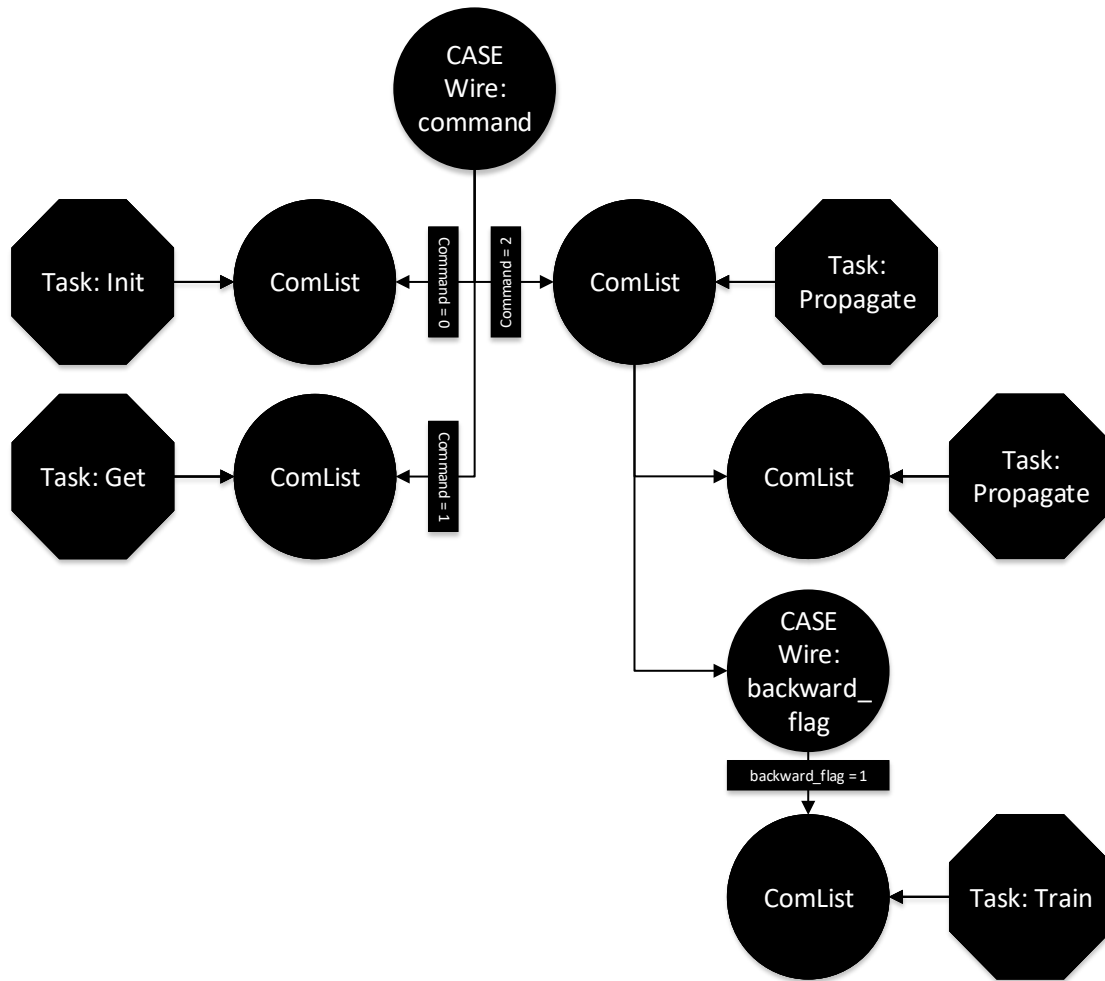 CASE
Wire:
command
Task: Init
ComList
Command = 0
Command = 2
ComList
Task:
Propagate
Task: Get
ComList
Command = 1
ComList
Task:
Propagate
CASE
Wire:
backward_
flag
backward_flag = 1
ComList
Task: Train